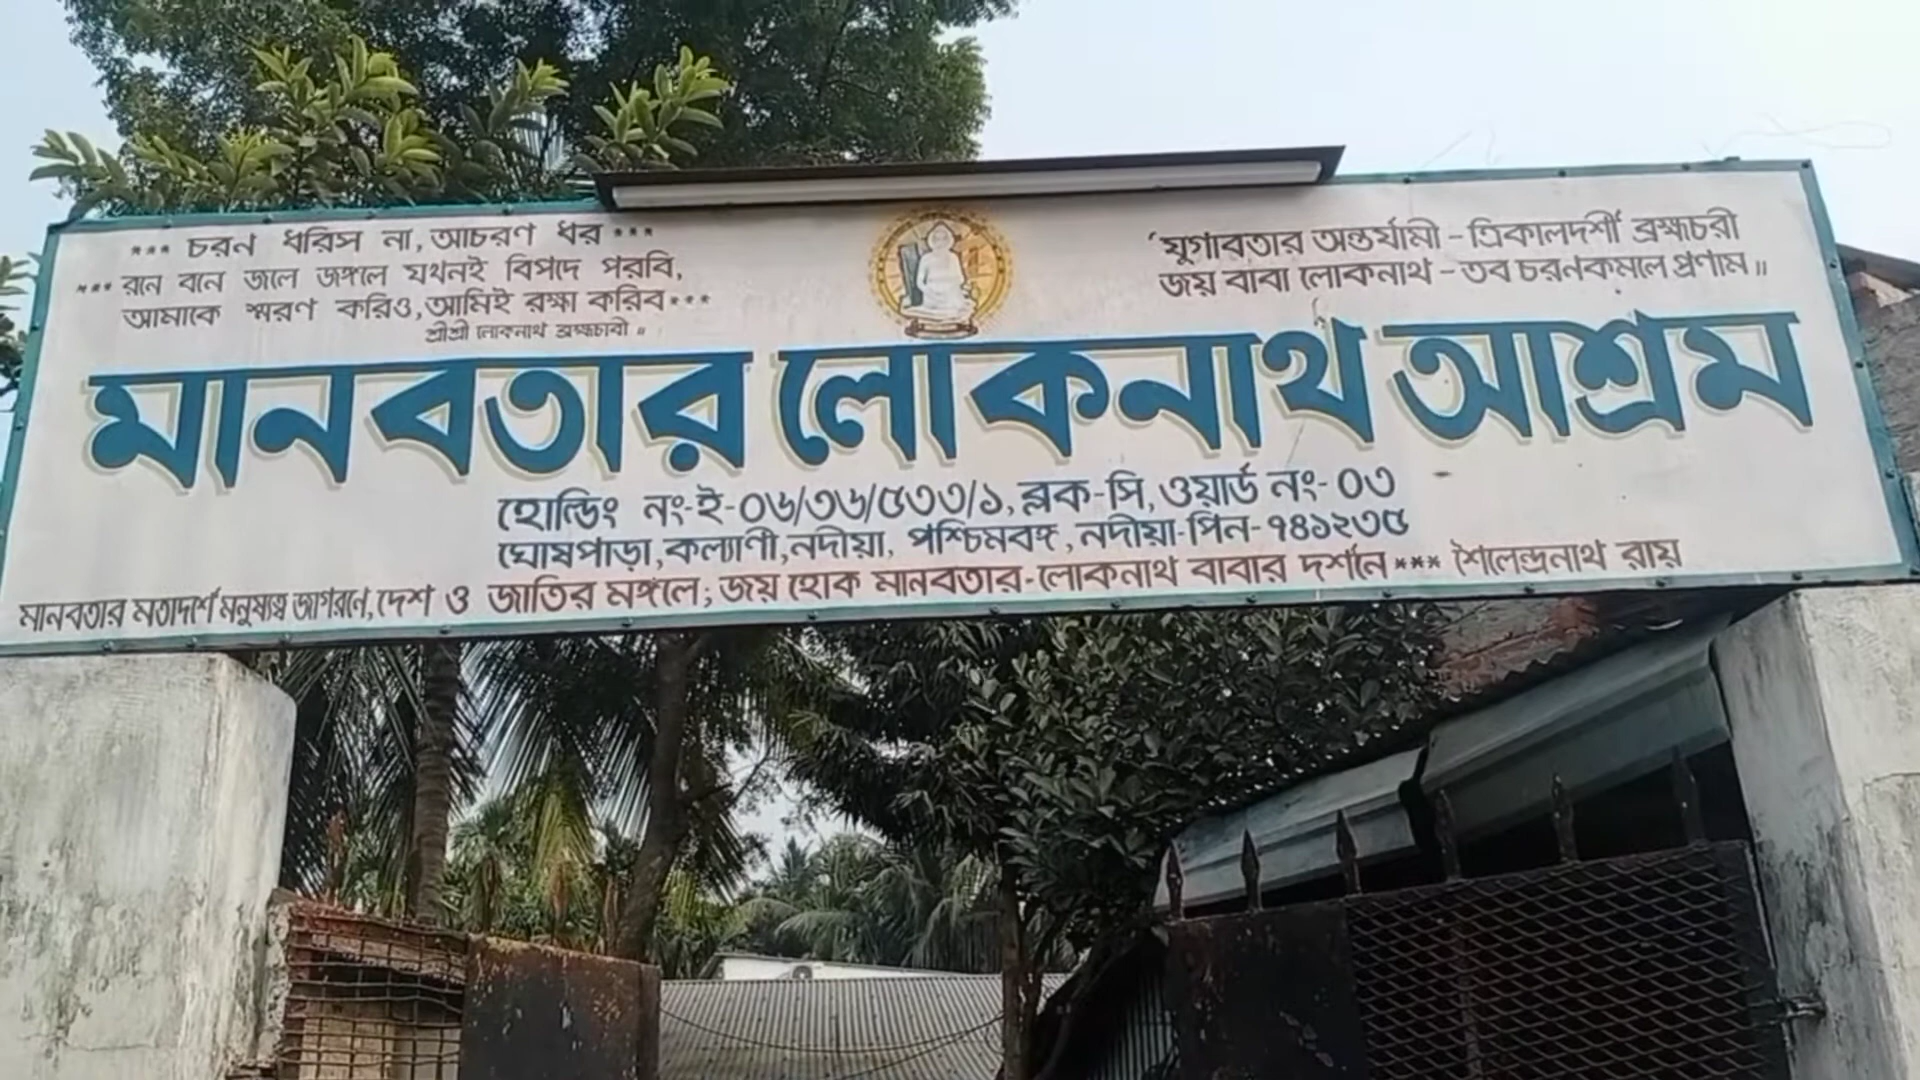 *** চরন ধরিস না, আচরণ ধর ***
*** রনে বনে জলে জঙ্গলে যখনই বিপদে পরবি,
আমাকে স্মরণ করিও, আমিই রক্ষা করিব***
শ্রীশ্রী লোকনাথ ব্রহ্মচারী ॥
‘যুগাবতার অন্তর্যামী - ত্রিকালদর্শী ব্রহ্মচরী
জয় বাবা লোকনাথ - তব চরনকমলে প্রণাম॥
মানবতার লোকনাথ আশ্রম
হোল্ডিং নং-ই-০৬/৩৬/৫৩৩/১, ব্লক-সি, ওয়ার্ড নং- ০৩
ঘোষপাড়া, কল্যাণী, নদীয়া, পশ্চিমবঙ্গ, নদীয়া-পিন-৭৪১২৩৫
মানবতার মতাদর্শে মনুষ্যত্ব জাগরনে, দেশ ও জাতির মঙ্গলে; জয় হোক মানবতার-লোকনাথ বাবার দর্শনে *** শৈলেন্দ্রনাথ রায়